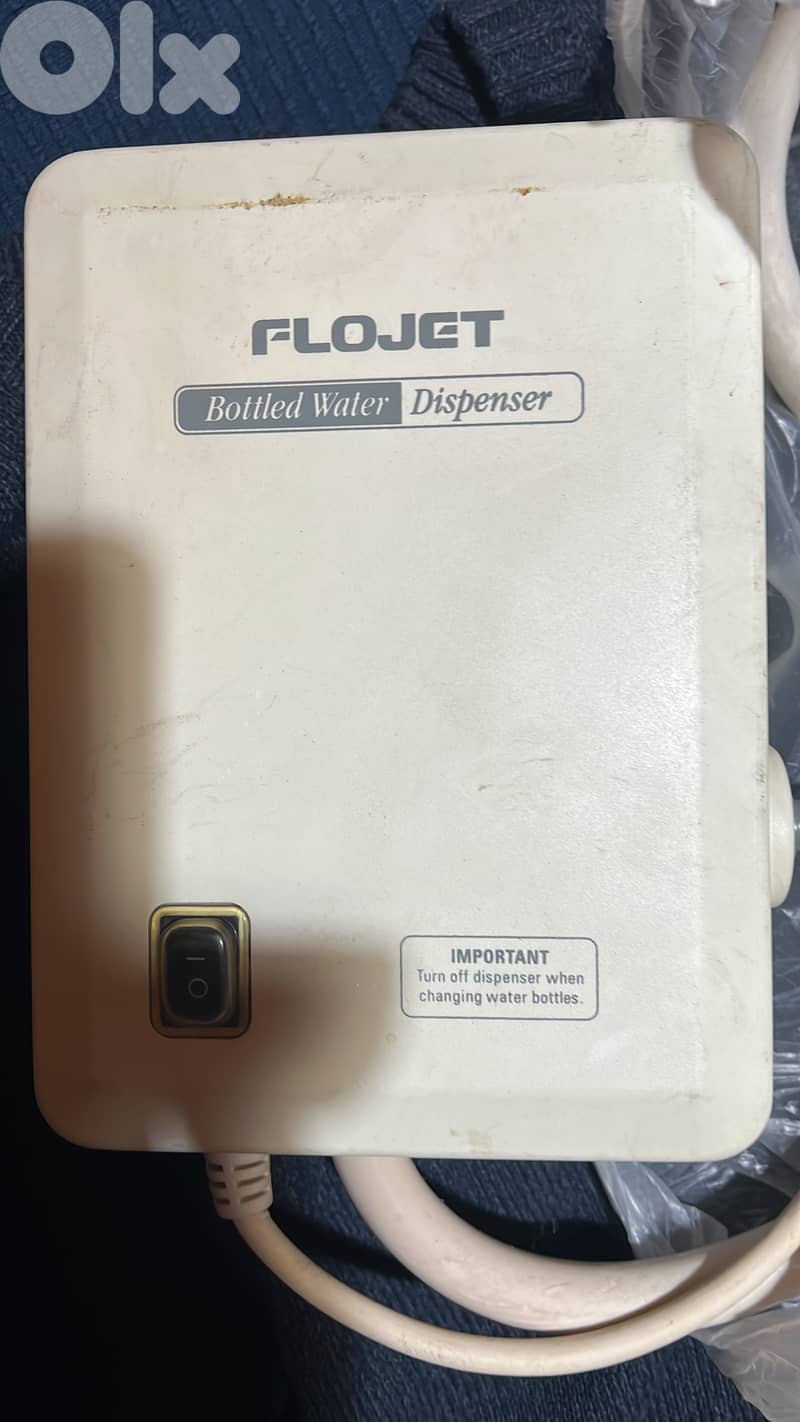 Olx
FLOJET
Bottled Water Dispenser
IMPORTANT
Turn off dispenser when
changing water bottles.